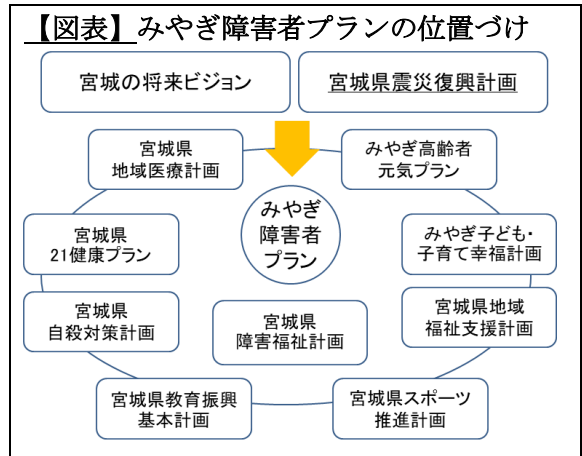 【図表】みやぎ障害者プランの位置づけ
宮城の将来ビジョン
宮城県震災復興計画
宮城県
地域医療計画
みやぎ高齢者
元気プラン
みやぎ
障害者
プラン
宮城県
21健康プラン
みやぎ子ども・
子育て幸福計画
宮城県
自殺対策計画
宮城県
障害福祉計画
宮城県地域
福祉支援計画
宮城県教育振興
基本計画
宮城県スポーツ
推進計画